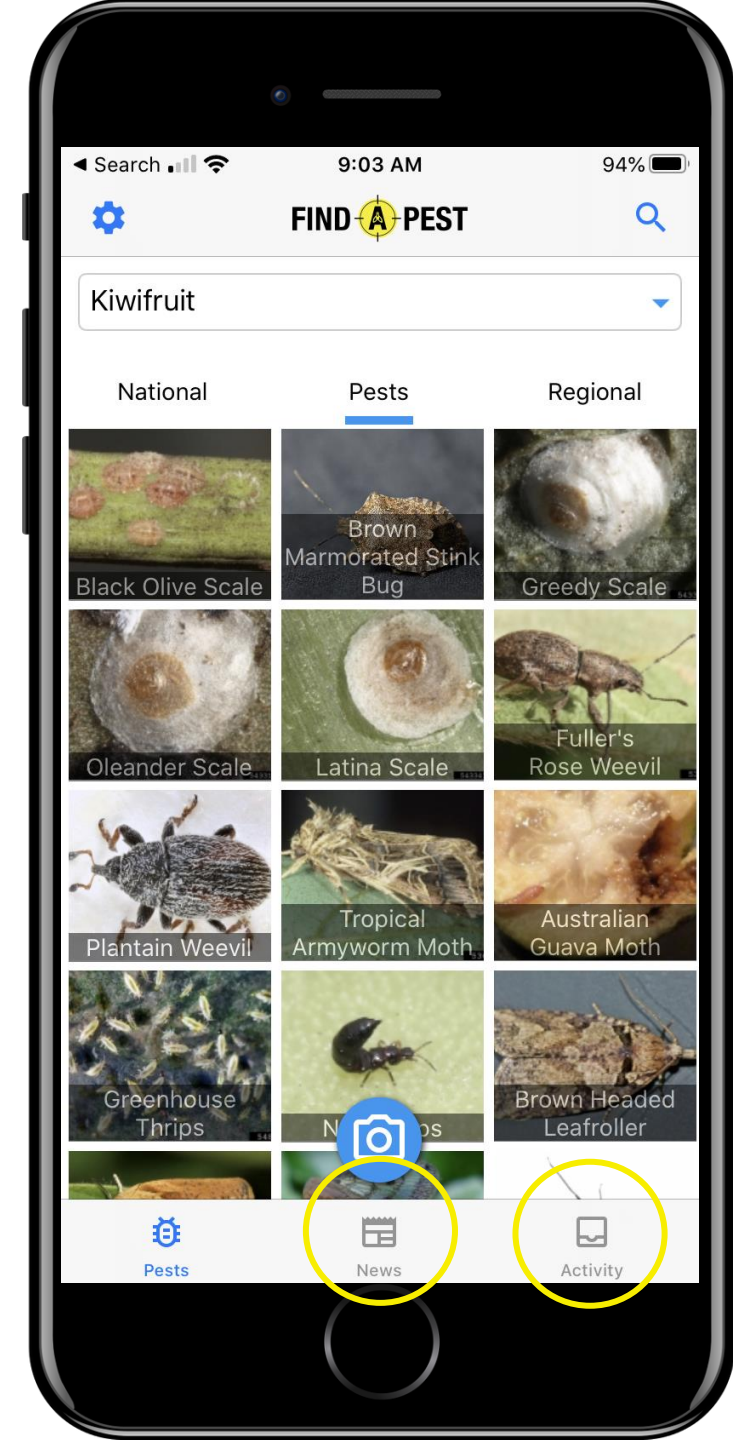 Search
9:03 AM
94%
FIND A PEST
Kiwifruit
National
Pests
Regional
Black Olive Scale
Brown
Marmorated Stink
Bug
Greedy Scale
Oleander Scale
Latina Scale
Fuller's
Rose Weevil
Plantain Weevil
Tropical
Armyworm Moth
Australian
Guava Moth
Greenhouse
Thrips
Brown Headed
Leafroller
Pests
News
Activity